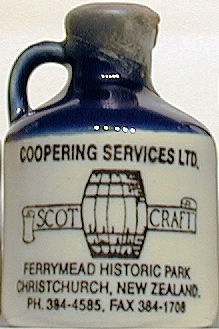 COOPERING SERVICES LTD.
SCOT CRAFT
FERRYMEAD HISTORIC PARK
CHRISTCHURCH, NEW ZEALAND.
PH. 384-4585, FAX 384-1708